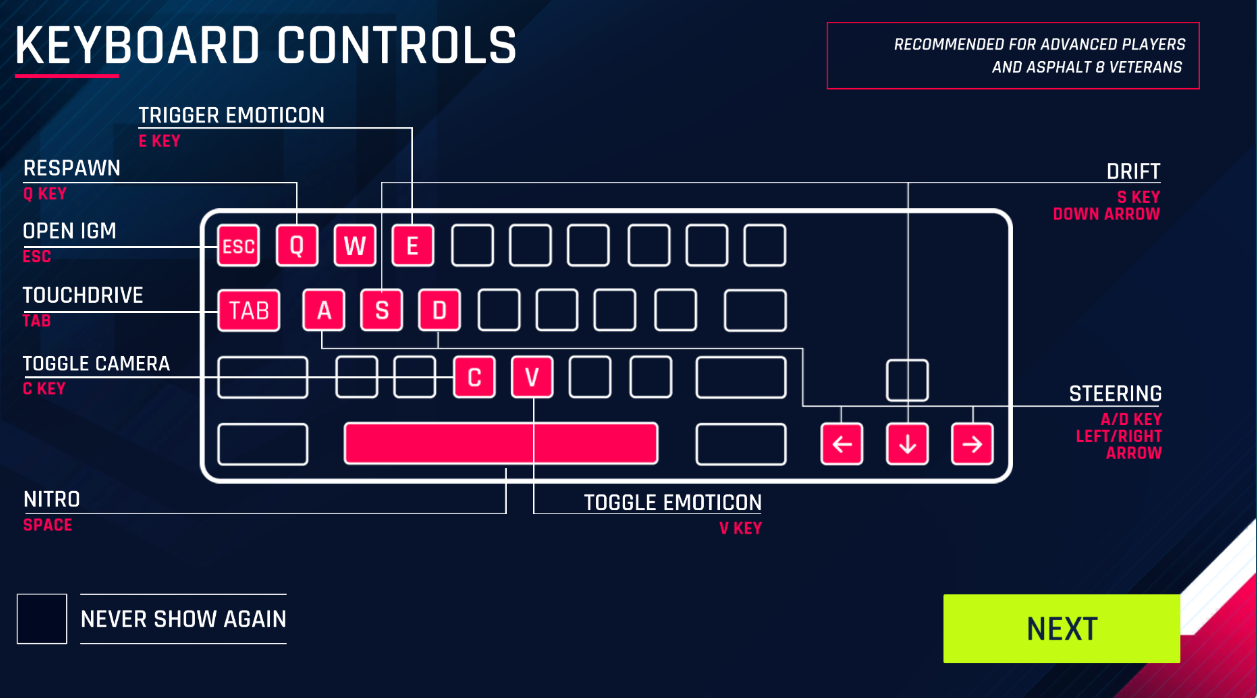 KEYBOARD CONTROLS
RECOMMENDED FOR ADVANCED PLAYERS
AND ASPHALT 8 VETERANS
TRIGGER EMOTICON
E KEY
RESPAWN
Q KEY
OPEN IGM
ESC
TOUCHDRIVE
TAB
TOGGLE CAMERA
C KEY
NITRO
SPACE
ESC Q W E
TAB A S D
C V
← ↓ →
DRIFT
S KEY
DOWN ARROW
STEERING
A/D KEY
LEFT/RIGHT
ARROW
TOGGLE EMOTICON
V KEY
NEVER SHOW AGAIN
NEXT